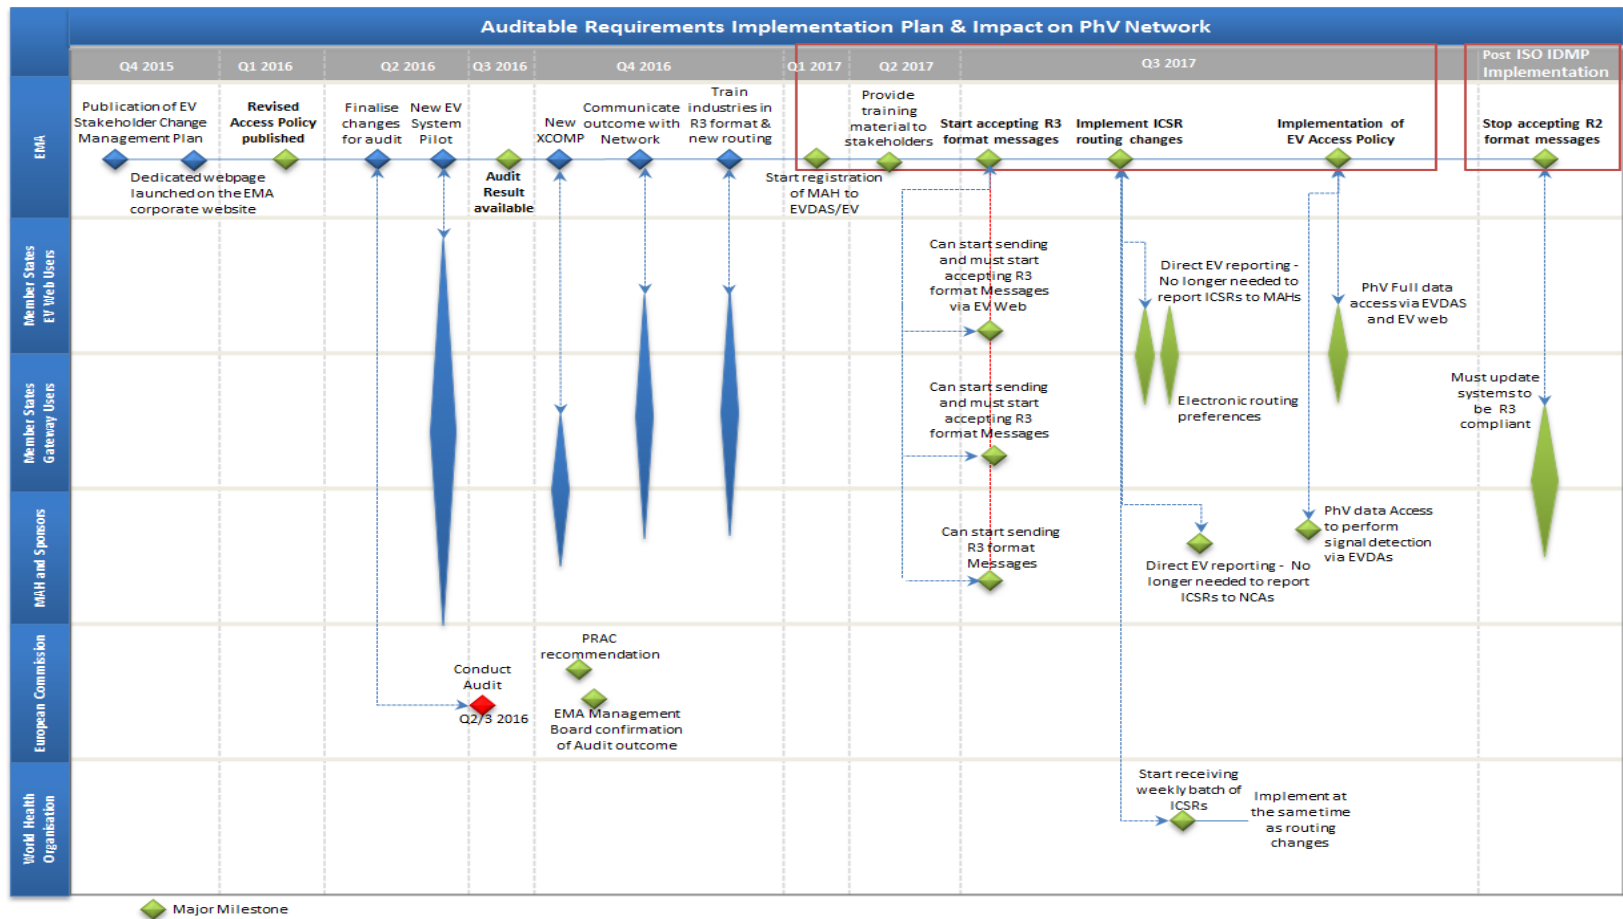 Auditable Requirements Implementation Plan & Impact on PhV Network
Q4 2015
Q1 2016
Q2 2016
Q3 2016
Q4 2016
Q1 2017
Q2 2017
Q3 2017
Post ISO IDMP
Implementation
EMA
Publication of EV
Stakeholder Change
Management Plan
Dedicated webpage
launched on the EMA
corporate website
Revised
Access Policy
published
Finalise
changes
for audit
New EV
System
Pilot
Audit
Result
available
New
XCOMP
Communicate
outcome with
Network
Train
industries in
R3 format &
new routing
Start registration
of MAH to
EVDAS/EV
Provide
training
material to
stakeholders
Start accepting R3
format messages
Implement ICSR
routing changes
Implementation of
EV Access Policy
Stop accepting R2
format messages
Member States
EV Web Users
Can start sending
and must start
accepting R3
format Messages
via EV Web
Direct EV reporting -
No longer needed to
report ICSRs to MAHs
PhV Full data
access via EVDAS
and EV web
Member States
Gateway Users
Can start sending
and must start
accepting R3
format Messages
Electronic routing
preferences
Must update
systems to
be R3
compliant
MAH and Sponsors
Can start sending
R3 format
Messages
Direct EV reporting - No
longer needed to report
ICSRs to NCAs
PhV data Access
to perform
signal detection
via EVDAs
European Commission
Conduct
Audit
Q2/3 2016
PRAC
recommendation
EMA Management
Board confirmation
of Audit outcome
World Health
Organisation
Start receiving
weekly batch of
ICSRs
Implement at
the same time
as routing
changes
Major Milestone